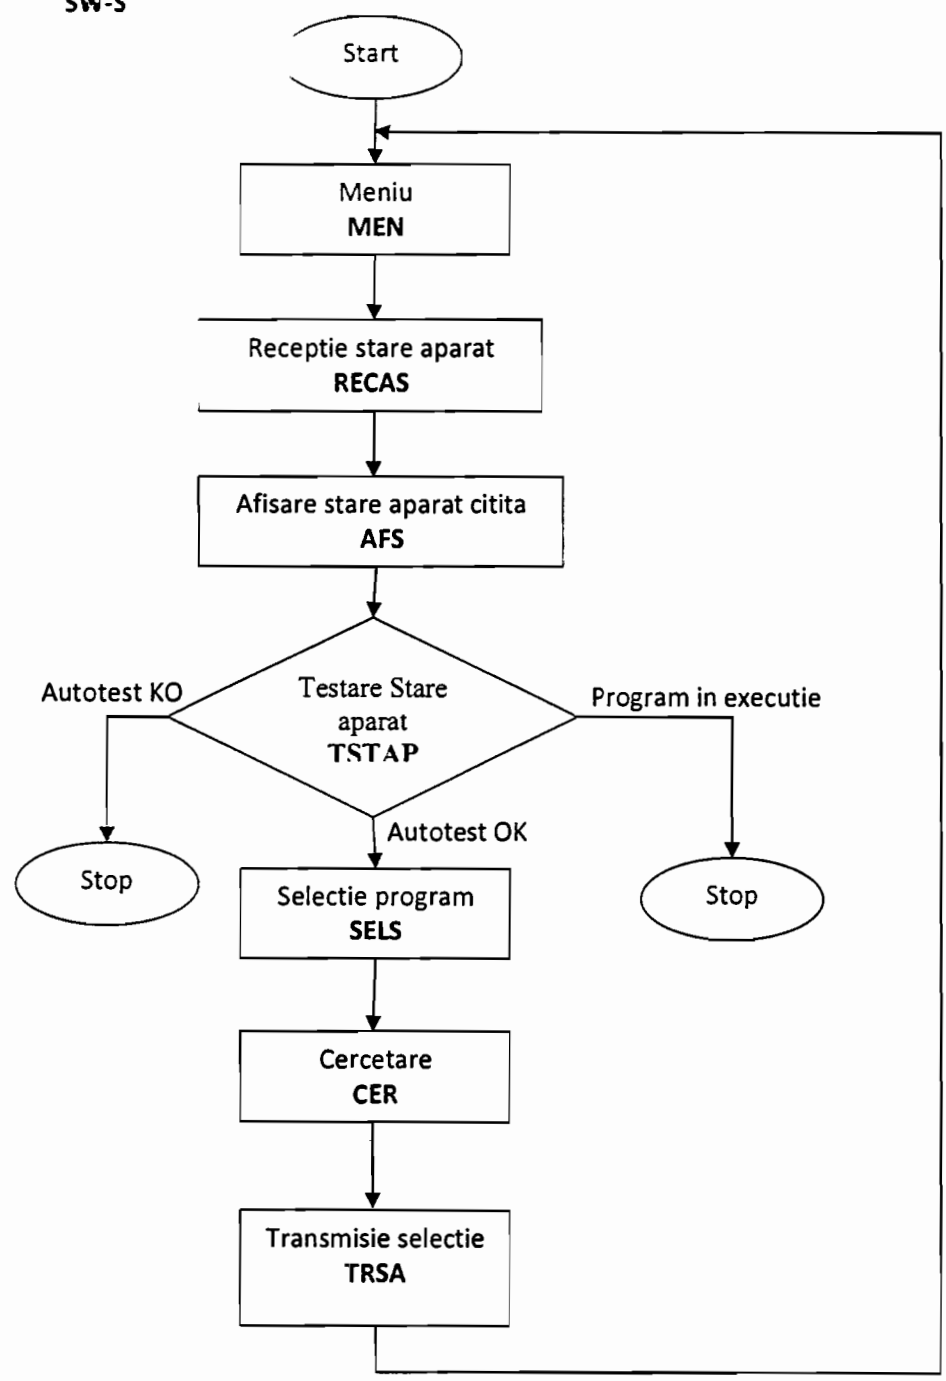 SW-S
Start
Meniu
MEN
Receptie stare aparat
RECAS
Afisare stare aparat citita
AFS
Autotest KO
Testare Stare
aparat
TSTAP
Program in executie
Autotest OK
Stop
Selectie program
SELS
Stop
Cercetare
CER
Transmisie selectie
TRSA